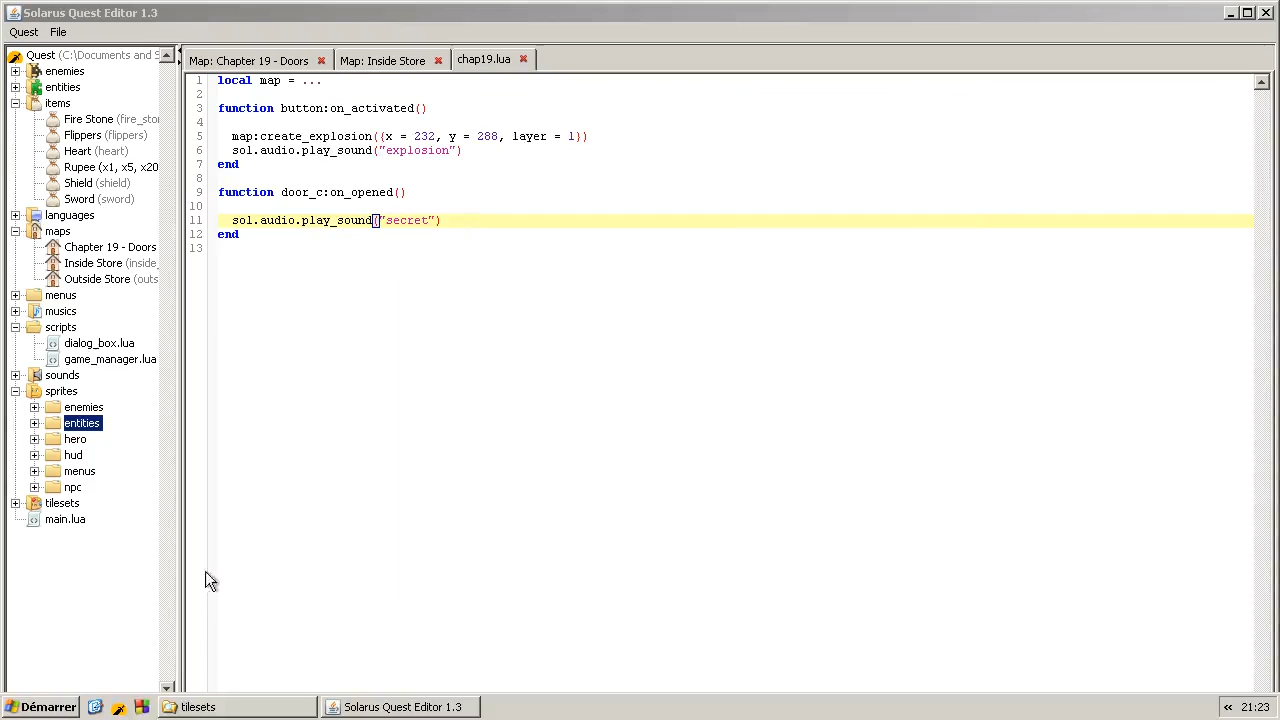 Solarus Quest Editor 1.3
Quest File
Quest (C:\Documents and S
enemies
entities
items
Fire Stone (fire_sto
Flippers (flippers)
Heart (heart)
Rupee (x1, x5, x20
Shield (shield)
Sword (sword)
languages
maps
Chapter 19 - Doors
Inside Store (inside_
Outside Store (outs
menus
musics
scripts
dialog_box.lua
game_manager.lua
sounds
sprites
enemies
entities
hero
hud
menus
npc
tilesets
main.lua
Map: Chapter 19 - Doors Map: Inside Store chap19.lua
1 local map = ...
2
3 function button:on_activated()
4
5 map:create_explosion({x = 232, y = 288, layer = 1})
6 sol.audio.play_sound("explosion")
7 end
8
9 function door_c:on_opened()
10
11 sol.audio.play_sound("secret")
12 end
13
Démarrer tilesets Solarus Quest Editor 1.3 « 21:23